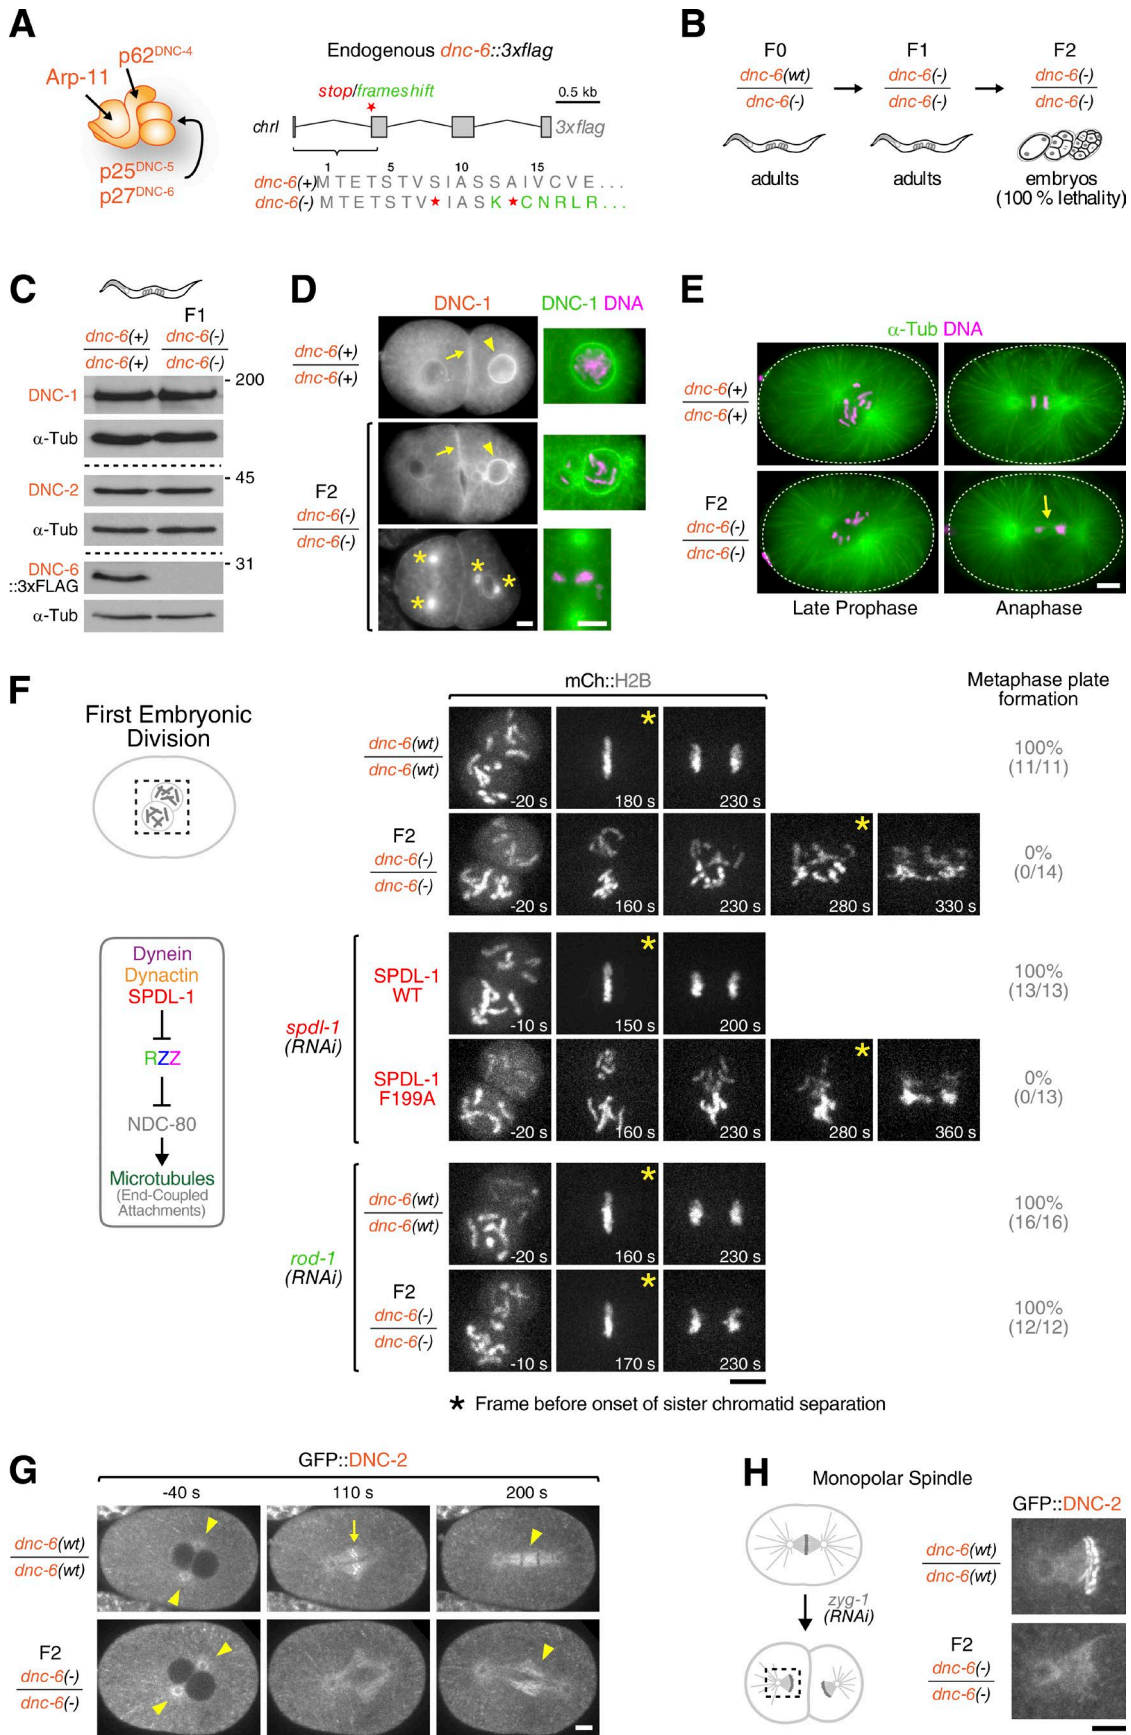 A
p62DNC-4
Arp-11
p25DNC-5
p27DNC-6
Endogenous dnc-6::3xflag
stop/frameshift
0.5 kb
chrI
3xflag
1 5 10 15
dnc-6(+) M T E T S T V S I A S S A I V C V E . . .
dnc-6(-) M T E T S T V ★ I A S K ★ C N R L R . . .
B
F0 F1 F2
dnc-6(wt) dnc-6(-) dnc-6(-)
dnc-6(-) dnc-6(-) dnc-6(-)
adults adults embryos
(100 % lethality)
C
F1
dnc-6(+) dnc-6(-)
dnc-6(+) dnc-6(-)
- 200
DNC-1
α-Tub
- 45
DNC-2
α-Tub
- 31
DNC-6
::3xFLAG
α-Tub
D
DNC-1 DNC-1 DNA
dnc-6(+)
dnc-6(+)
F2
dnc-6(-)
dnc-6(-)
E
α-Tub DNA
dnc-6(+)
dnc-6(+)
F2
dnc-6(-)
dnc-6(-)
Late Prophase Anaphase
F
First Embryonic
Division
Dynein
Dynactin
SPDL-1
RZZ
NDC-80
Microtubules
(End-Coupled
Attachments)
mCh::H2B
Metaphase plate
formation
dnc-6(wt)
dnc-6(wt)
-20 s 180 s 230 s
100%
(11/11)
F2
dnc-6(-)
dnc-6(-)
-20 s 160 s 230 s 280 s 330 s
0%
(0/14)
spdl-1
(RNAi)
SPDL-1
WT
-10 s 150 s 200 s
100%
(13/13)
SPDL-1
F199A
-20 s 160 s 230 s 280 s 360 s
0%
(0/13)
rod-1
(RNAi)
dnc-6(wt)
dnc-6(wt)
-20 s 160 s 230 s
100%
(16/16)
F2
dnc-6(-)
dnc-6(-)
-10 s 170 s 230 s
100%
(12/12)
* Frame before onset of sister chromatid separation
G
GFP::DNC-2
-40 s 110 s 200 s
dnc-6(wt)
dnc-6(wt)
F2
dnc-6(-)
dnc-6(-)
H
Monopolar Spindle
zyg-1
(RNAi)
GFP::DNC-2
dnc-6(wt)
dnc-6(wt)
F2
dnc-6(-)
dnc-6(-)